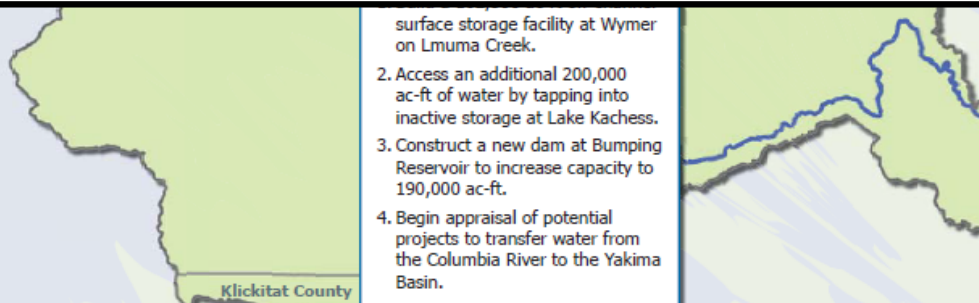 surface storage facility at Wymer
on Lmuma Creek.
2. Access an additional 200,000
ac-ft of water by tapping into
inactive storage at Lake Kachess.
3. Construct a new dam at Bumping
Reservoir to increase capacity to
190,000 ac-ft.
4. Begin appraisal of potential
projects to transfer water from
the Columbia River to the Yakima
Basin.
Klickitat County